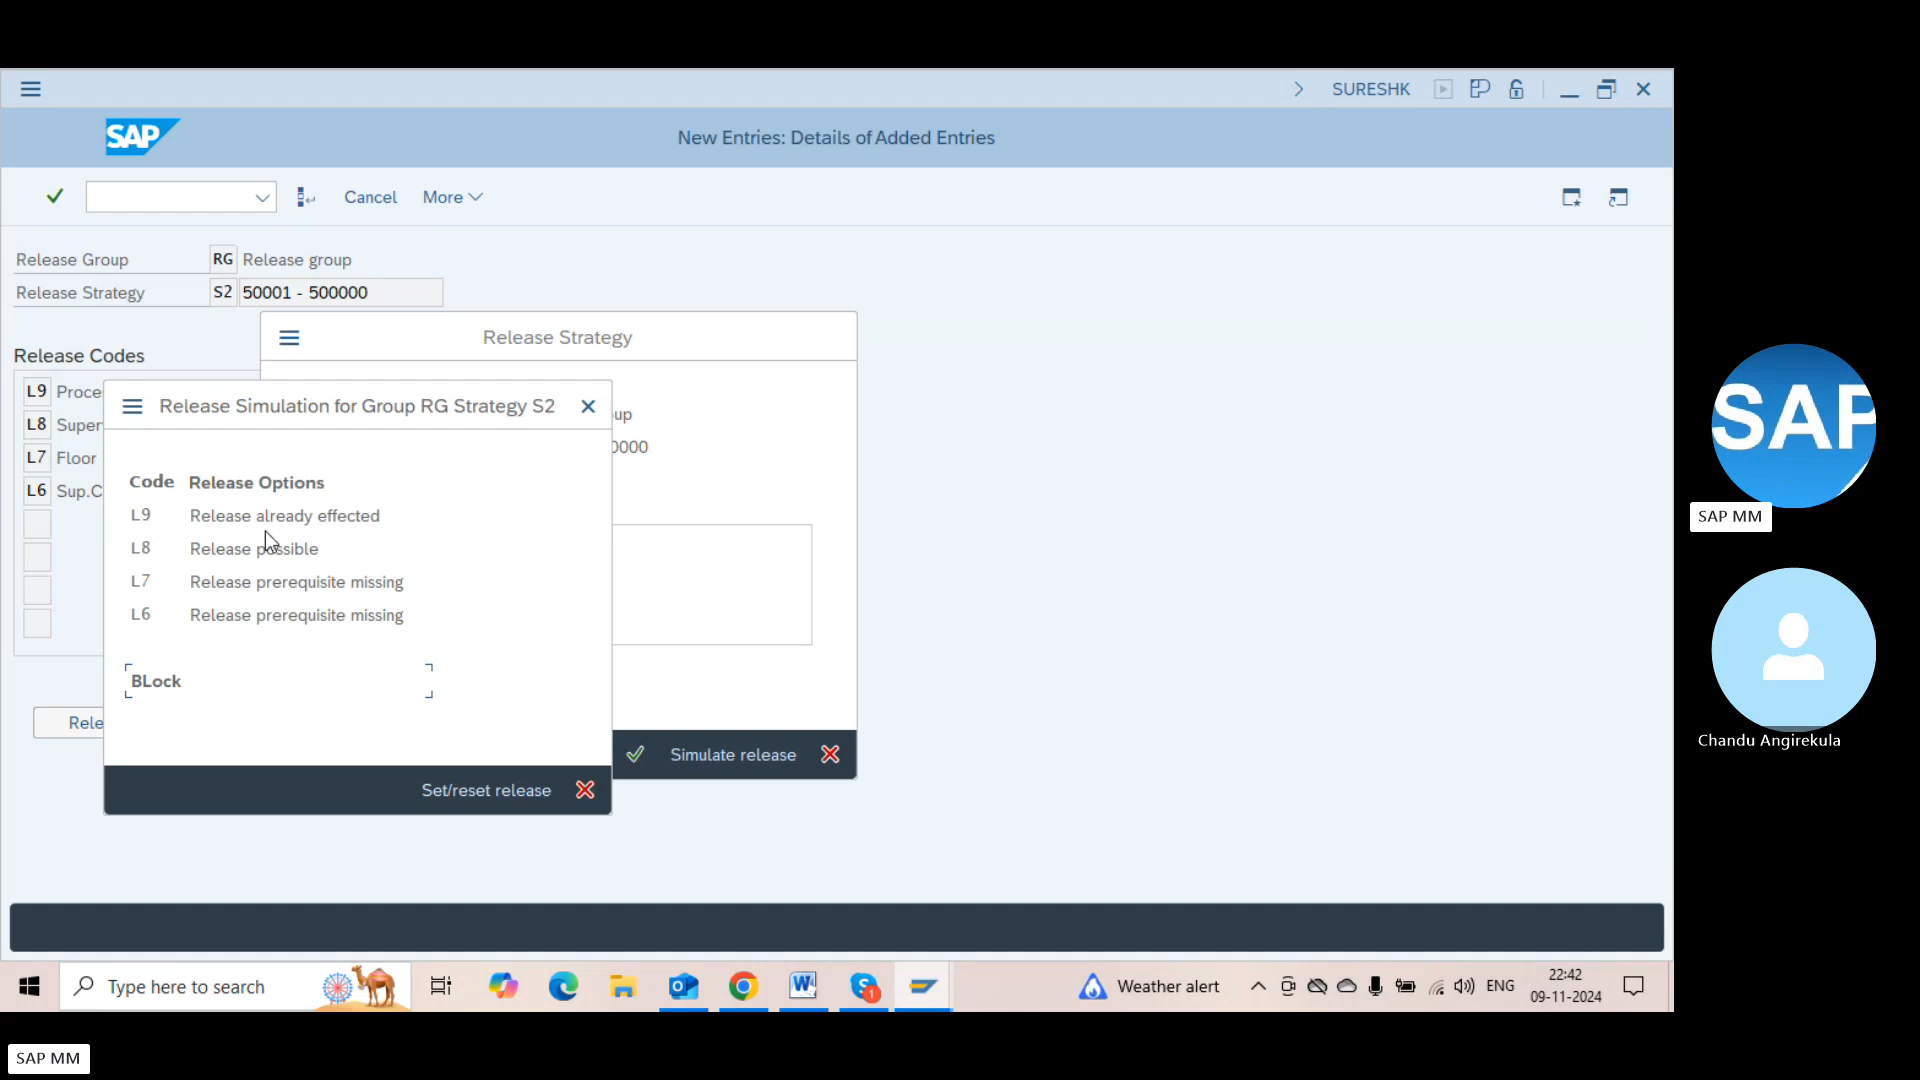 SURESHK
SAP
New Entries: Details of Added Entries
Cancel More
Release Group RG Release group
Release Strategy S2 50001 - 500000
Release Strategy
Release Codes
L9 Proce
L8 Super
L7 Floor
L6 Sup.C
Release Simulation for Group RG Strategy S2
up
0000
Code Release Options
L9 Release already effected
L8 Release possible
L7 Release prerequisite missing
L6 Release prerequisite missing
BLock
Rele
Simulate release
Set/reset release
SAP
SAP MM
Chandu Angirekula
Type here to search
1
Weather alert
ENG
22:42
09-11-2024
SAP MM